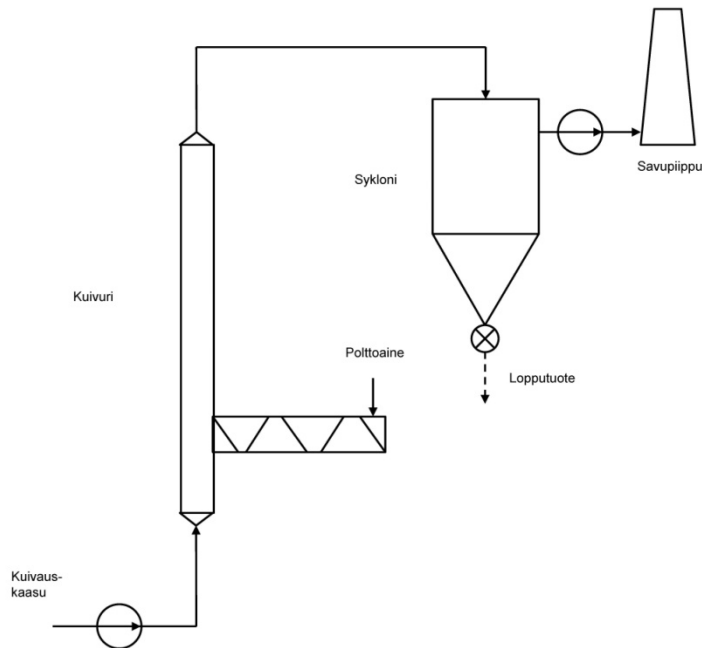 Savupiippu
Sykloni
Kuivuri
Polttoaine
Lopputuote
Kuivaus-
kaasu